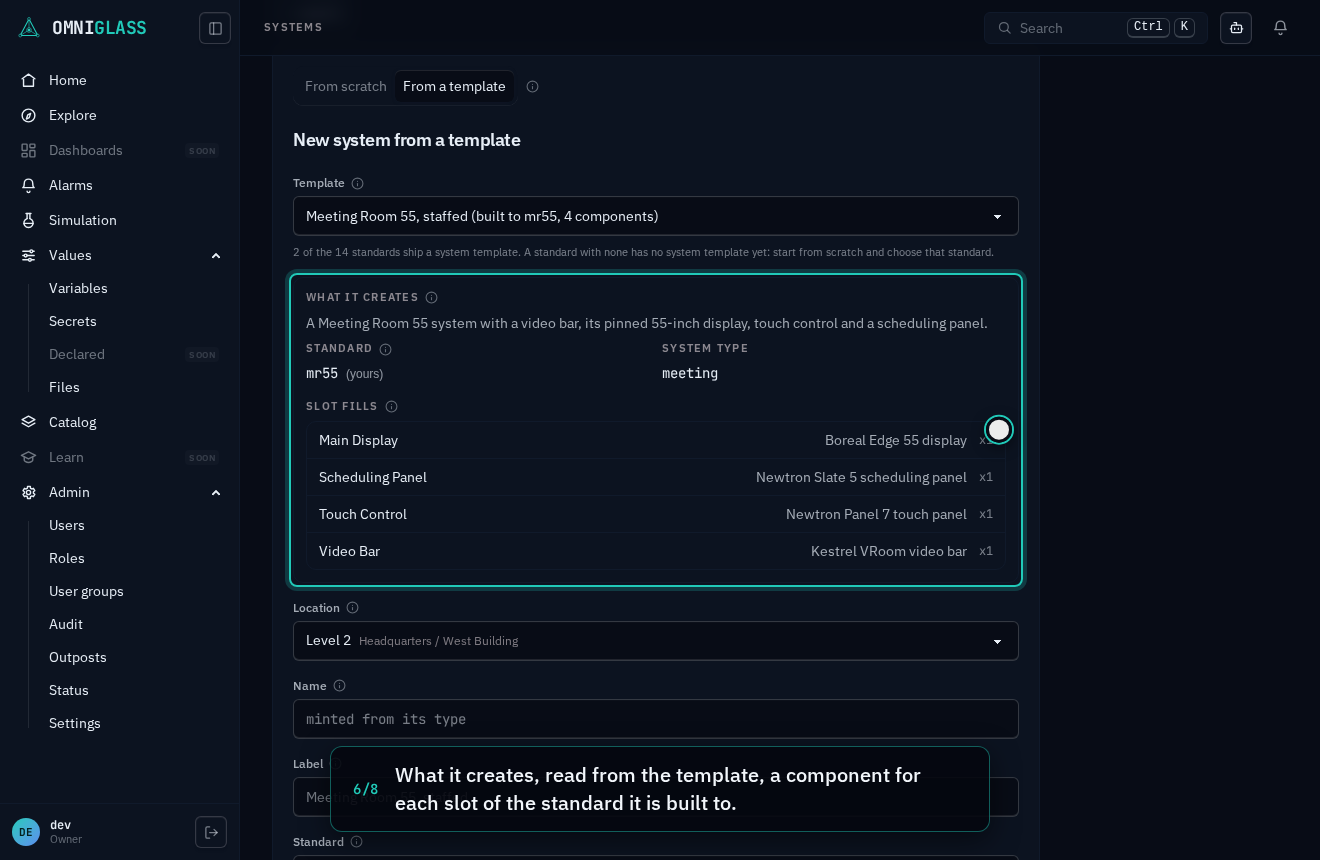 OMNIGLASS
SYSTEMS
Search
Ctrl
K
Home
Explore
Dashboards
SOON
Alarms
Simulation
Values
Variables
Secrets
Declared
SOON
Files
Catalog
Learn
SOON
Admin
Users
Roles
User groups
Audit
Outposts
Status
Settings
DE
dev
Owner
From scratch
From a template
New system from a template
Template
Meeting Room 55, staffed (built to mr55, 4 components)
2 of the 14 standards ship a system template. A standard with none has no system template yet: start from scratch and choose that standard.
WHAT IT CREATES
A Meeting Room 55 system with a video bar, its pinned 55-inch display, touch control and a scheduling panel.
STANDARD
SYSTEM TYPE
mr55 (yours)
meeting
SLOT FILLS
Main Display Boreal Edge 55 display
Scheduling Panel Newtron Slate 5 scheduling panel x1
Touch Control Newtron Panel 7 touch panel x1
Video Bar Kestrel VRoom video bar x1
Location
Level 2 Headquarters / West Building
Name
minted from its type
Label
6/8
What it creates, read from the template, a component for
each slot of the standard it is built to.
Standard